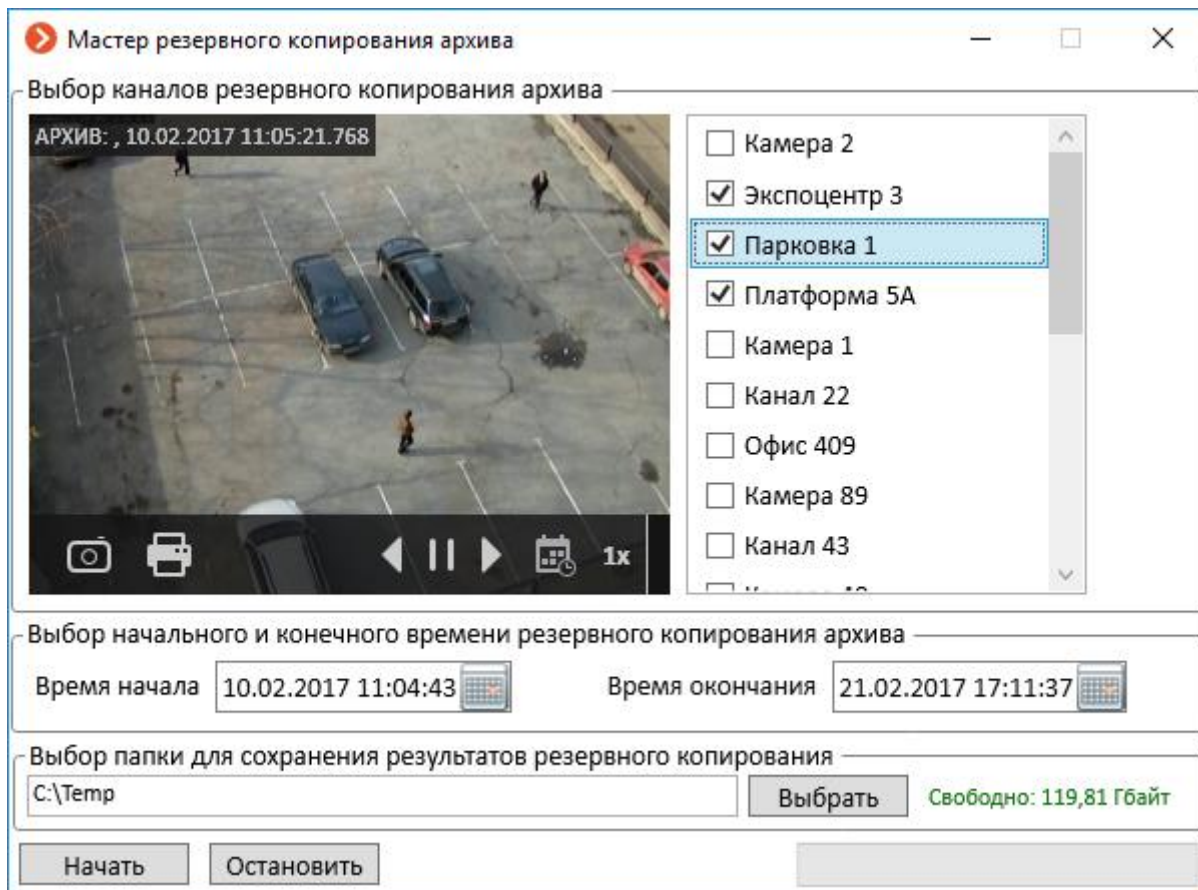 Мастер резервного копирования архива
Выбор каналов резервного копирования архива
АРХИВ: , 10.02.2017 11:05:21.768
1x
Камера 2
Экспоцентр 3
Парковка 1
Платформа 5А
Камера 1
Канал 22
Офис 409
Камера 89
Канал 43
Выбор начального и конечного времени резервного копирования архива
Время начала 10.02.2017 11:04:43 Время окончания 21.02.2017 17:11:37
Выбор папки для сохранения результатов резервного копирования
C:\Temp Выбрать Свободно: 119,81 Гбайт
Начать Остановить